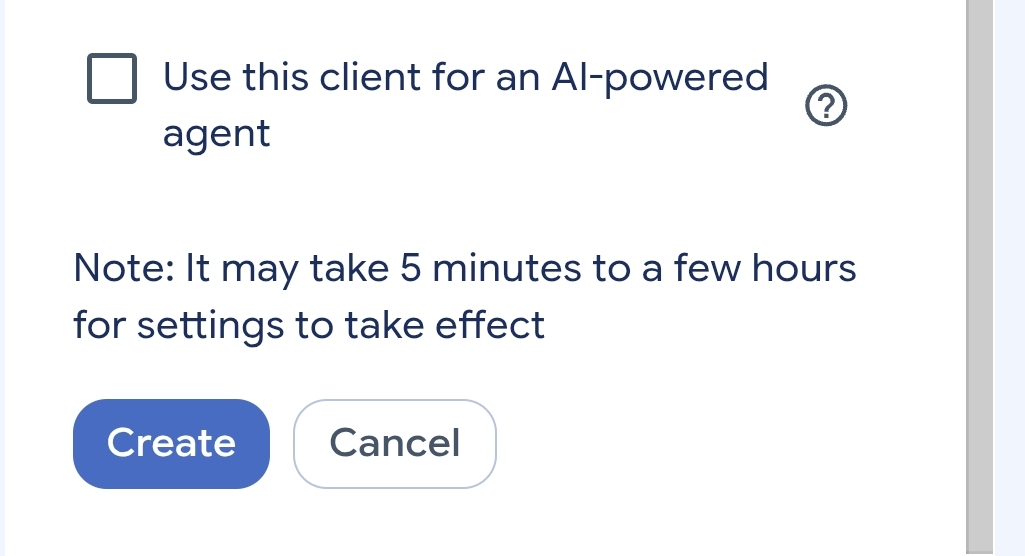 Use this client for an AI-powered
agent
?
Note: It may take 5 minutes to a few hours
for settings to take effect
Create
Cancel